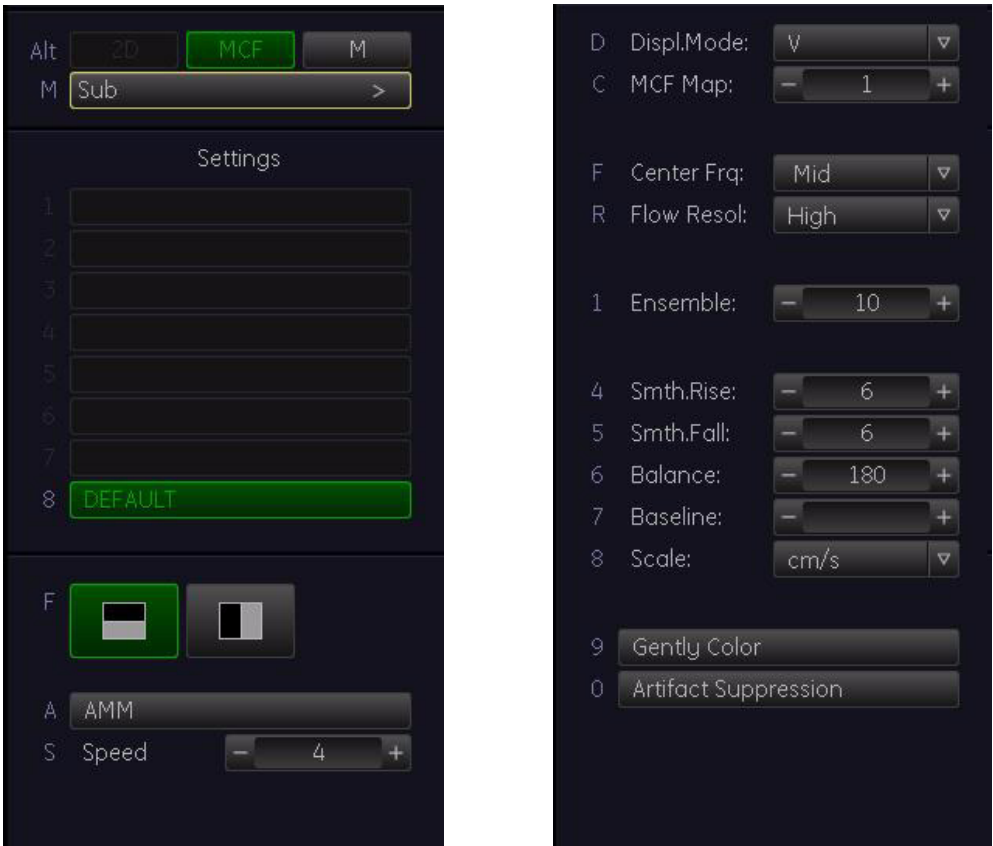 Alt 2D MCF M
M Sub >
Settings
1
2
3
4
5
6
7
8 DEFAULT
F
A AMM
S Speed − 4 +
D Displ.Mode: V
C MCF Map: − 1 +
F Center Frq: Mid
R Flow Resol: High
1 Ensemble: − 10 +
4 Smth.Rise: − 6 +
5 Smth.Fall: − 6 +
6 Balance: − 180 +
7 Baseline: − +
8 Scale: cm/s
9 Gently Color
0 Artifact Suppression